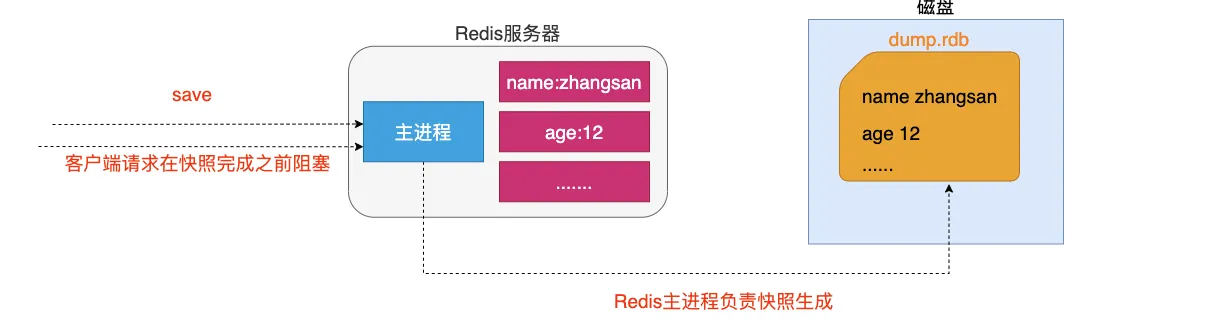 磁盘
Redis服务器
dump.rdb
save
name:zhangsan
name zhangsan
主进程
age:12
age 12
客户端请求在快照完成之前阻塞
.......
......
Redis主进程负责快照生成